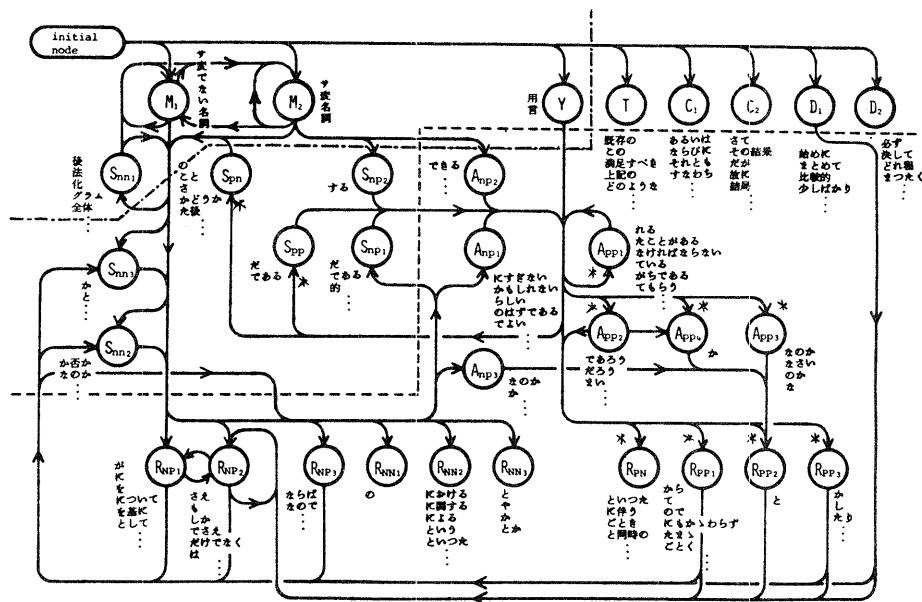 initial
node
M₁
サ変でない名詞
M₂
サ変名詞
Y
用言
T
C₁
C₂
D₁
D₂
既存の
この
満足すべき
上記の
どのような
あるいは
ならびに
それとも
すなわち
さて
その結果
だが
故に
結局
始めに
まとめて
比較的
少しばかり
必ず
決して
どれ程
まったく
Snn₁
後
法
化
グラム
全体
Spn
のこと
さ
かどうか
た後
Snp₂
する
Anp₂
できる
Spp
だ
である
Snp₁
だ
である
的
Anp₁
にすぎない
かもしれない
らしい
のはずである
でよい
App₁
れる
たことがある
なければならない
ている
がちである
てもらう
Snn₃
かと
Snn₂
か否か
なのか
App₂
であろう
だろう
まい
App₄
か
App₃
なのか
なさい
のか
な
Anp₃
なのか
か
RNP₁
が
に
を
について
を基に
として
RNP₂
さえ
も
しか
でさえ
だけでなく
は
RNP₃
ならば
なので
RNN₁
の
RNN₂
における
に関する
による
という
といった
RNN₃
と
や
か
とか
RPN
といった
に伴う
ごとき
と同時の
RPP₁
から
て
ので
にもかゝわらず
たまゝ
ごとく
RPP₂
と
RPP₃
か
したり